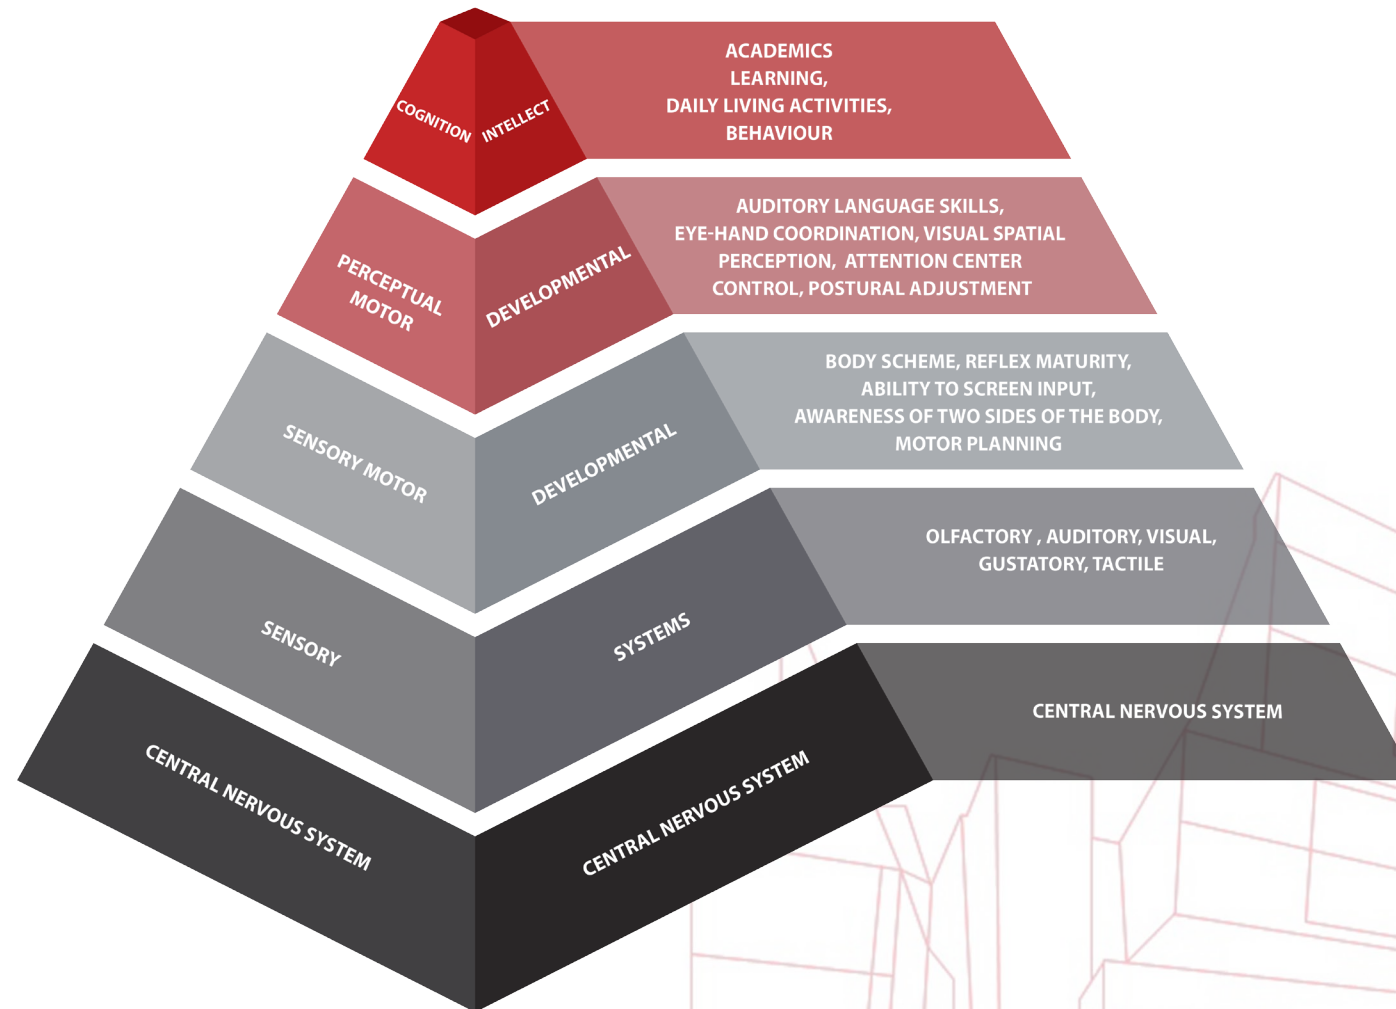 COGNITION
INTELLECT
ACADEMICS
LEARNING,
DAILY LIVING ACTIVITIES,
BEHAVIOUR
PERCEPTUAL
MOTOR
DEVELOPMENTAL
AUDITORY LANGUAGE SKILLS,
EYE-HAND COORDINATION, VISUAL SPATIAL
PERCEPTION, ATTENTION CENTER
CONTROL, POSTURAL ADJUSTMENT
SENSORY MOTOR
DEVELOPMENTAL
BODY SCHEME, REFLEX MATURITY,
ABILITY TO SCREEN INPUT,
AWARENESS OF TWO SIDES OF THE BODY,
MOTOR PLANNING
SENSORY
SYSTEMS
OLFACTORY , AUDITORY, VISUAL,
GUSTATORY, TACTILE
CENTRAL NERVOUS SYSTEM
CENTRAL NERVOUS SYSTEM
CENTRAL NERVOUS SYSTEM